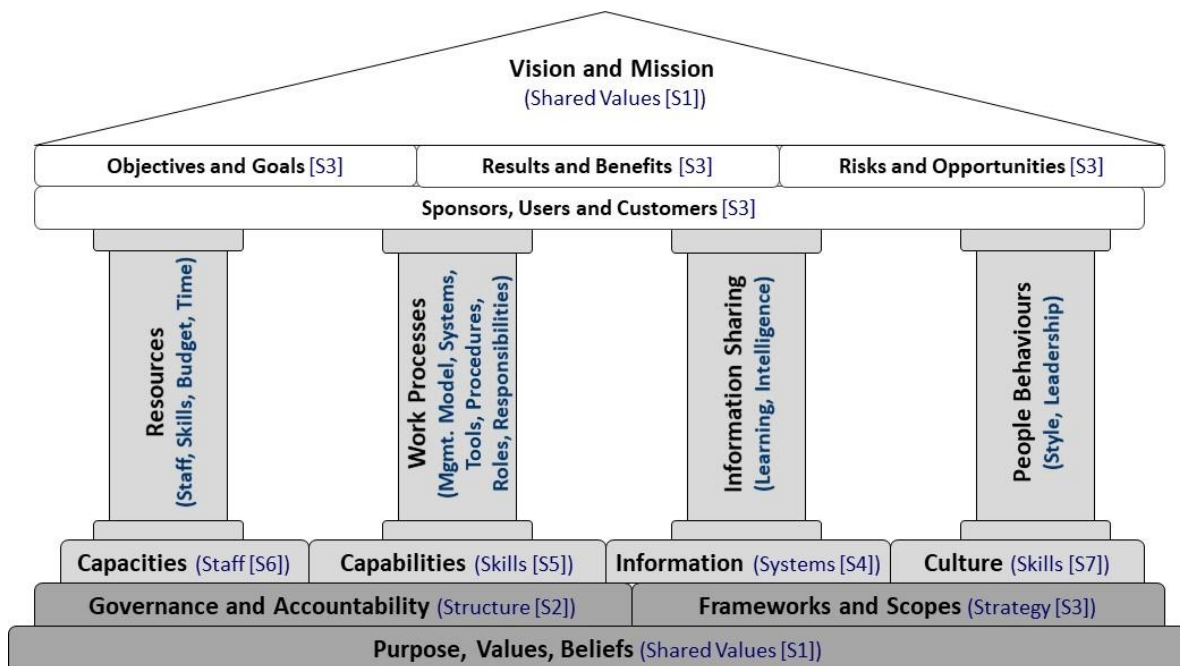 Vision and Mission
(Shared Values [S1])
Objectives and Goals [S3]
Results and Benefits [S3]
Risks and Opportunities [S3]
Sponsors, Users and Customers [S3]
Resources
(Staff, Skills, Budget, Time)
Work Processes
(Mgmt. Model, Systems,
Tools, Procedures,
Roles, Responsibilities)
Information Sharing
(Learning, Intelligence)
People Behaviours
(Style, Leadership)
Capacities (Staff [S6])
Capabilities (Skills [S5])
Information (Systems [S4])
Culture (Skills [S7])
Governance and Accountability (Structure [S2])
Frameworks and Scopes (Strategy [S3])
Purpose, Values, Beliefs (Shared Values [S1])